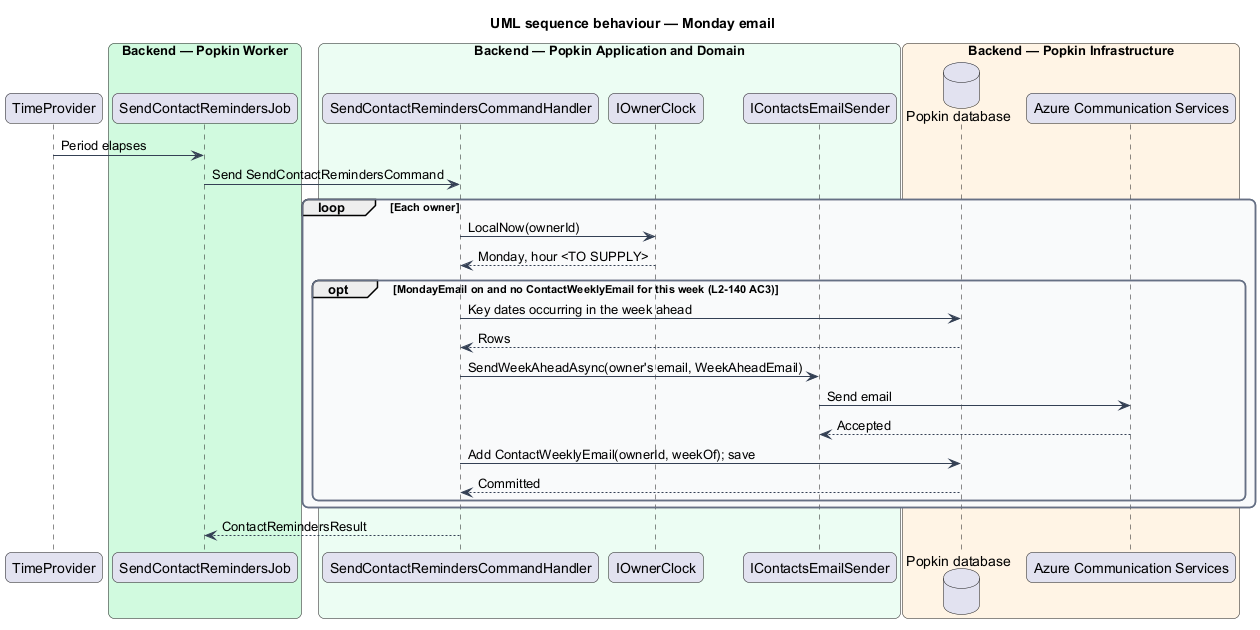 UML sequence behaviour — Monday email
Backend — Popkin Worker
Backend — Popkin Application and Domain
Backend — Popkin Infrastructure
TimeProvider
SendContactRemindersJob
SendContactRemindersCommandHandler
IOwnerClock
IContactsEmailSender
Popkin database
Azure Communication Services
Period elapses
Send SendContactRemindersCommand
loop
[Each owner]
LocalNow(ownerId)
Monday, hour <TO SUPPLY>
opt
[MondayEmail on and no ContactWeeklyEmail for this week (L2-140 AC3)]
Key dates occurring in the week ahead
Rows
SendWeekAheadAsync(owner's email, WeekAheadEmail)
Send email
Accepted
Add ContactWeeklyEmail(ownerId, weekOf); save
Committed
ContactRemindersResult
TimeProvider
SendContactRemindersJob
SendContactRemindersCommandHandler
IOwnerClock
IContactsEmailSender
Popkin database
Azure Communication Services